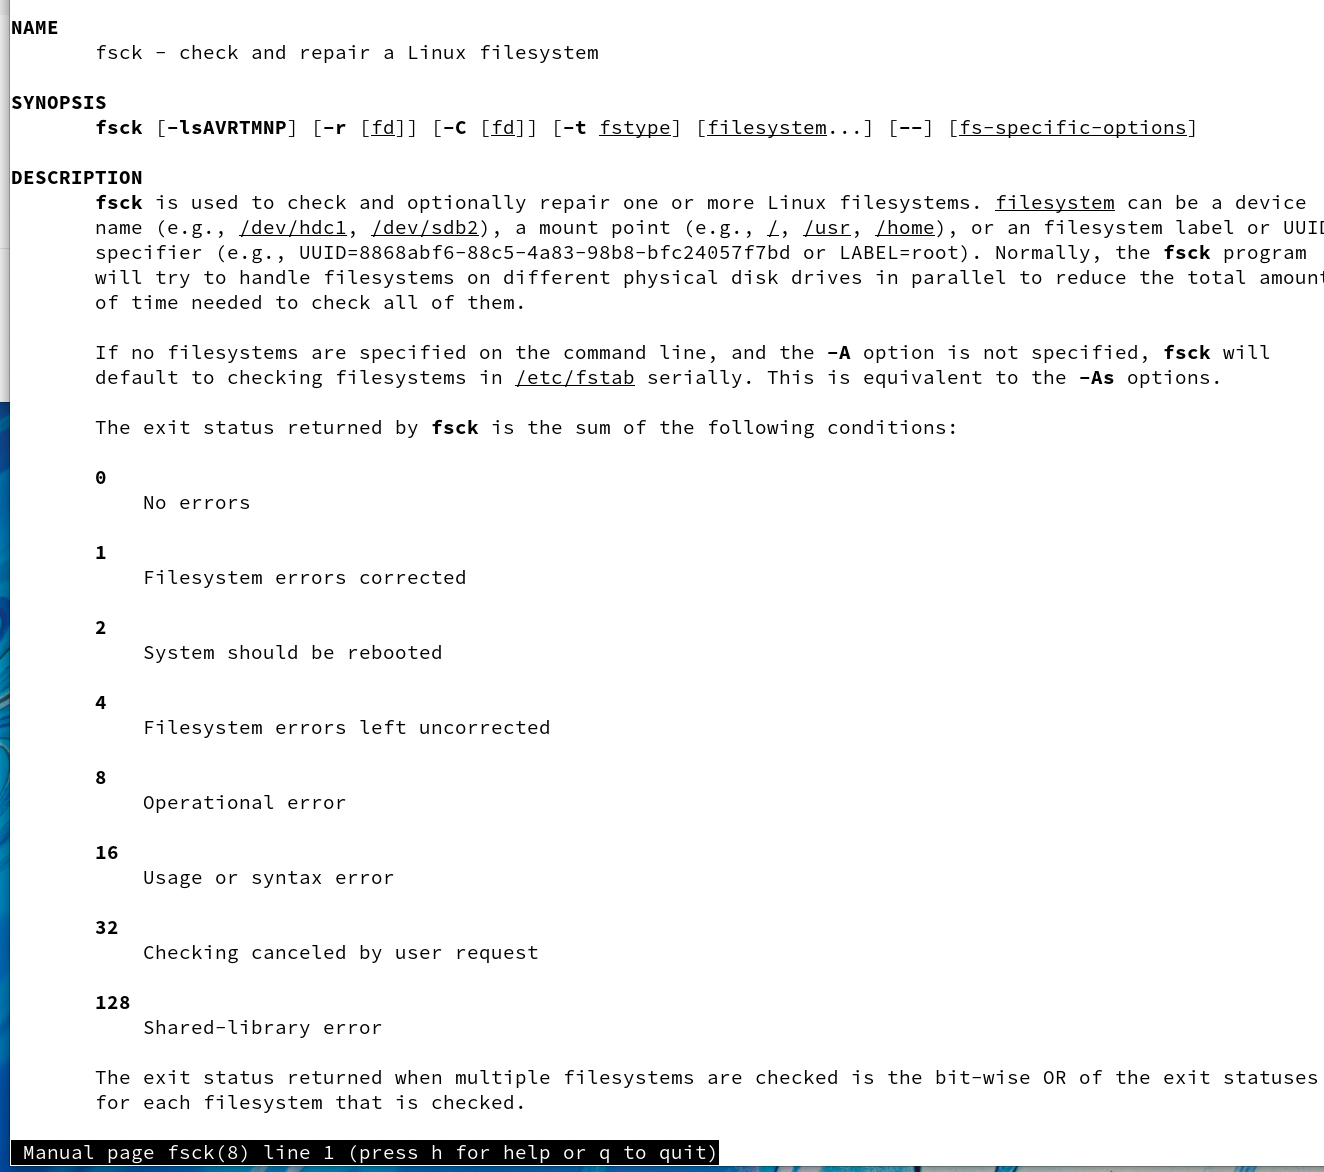 NAME
fsck - check and repair a Linux filesystem
SYNOPSIS
fsck [-lsAVRTMNP] [-r [fd]] [-C [fd]] [-t fstype] [filesystem...] [--] [fs-specific-options]
DESCRIPTION
fsck is used to check and optionally repair one or more Linux filesystems. filesystem can be a device
name (e.g., /dev/hdc1, /dev/sdb2), a mount point (e.g., /, /usr, /home), or an filesystem label or UUID
specifier (e.g., UUID=8868abf6-88c5-4a83-98b8-bfc24057f7bd or LABEL=root). Normally, the fsck program
will try to handle filesystems on different physical disk drives in parallel to reduce the total amount
of time needed to check all of them.
If no filesystems are specified on the command line, and the -A option is not specified, fsck will
default to checking filesystems in /etc/fstab serially. This is equivalent to the -As options.
The exit status returned by fsck is the sum of the following conditions:
0
No errors
1
Filesystem errors corrected
2
System should be rebooted
4
Filesystem errors left uncorrected
8
Operational error
16
Usage or syntax error
32
Checking canceled by user request
128
Shared-library error
The exit status returned when multiple filesystems are checked is the bit-wise OR of the exit statuses
for each filesystem that is checked.
Manual page fsck(8) line 1 (press h for help or q to quit)